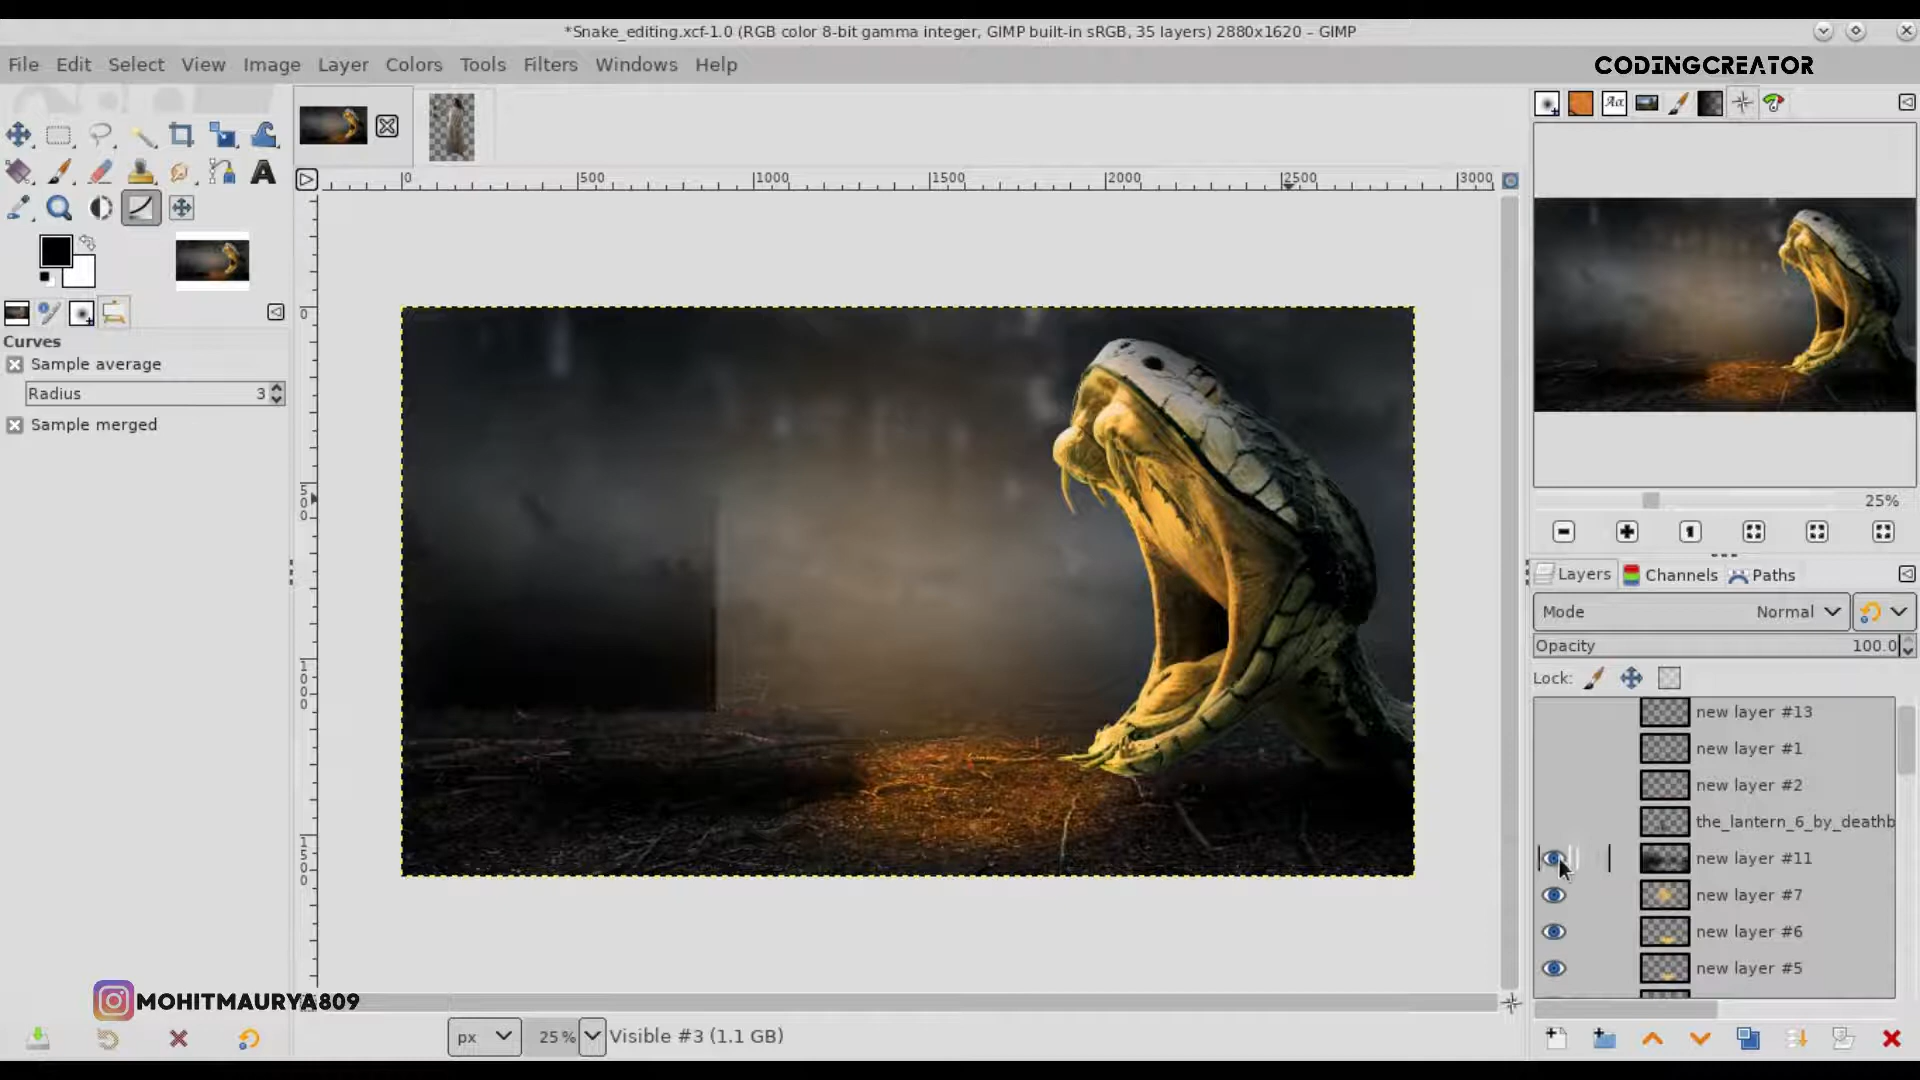 *Snake_editing.xcf-1.0 (RGB color 8-bit gamma integer, GIMP built-in sRGB, 35 layers) 2880x1620 – GIMP
File Edit Select View Image Layer Colors Tools Filters Windows Help
CODINGCREATOR
0 500 1000 1500 2000 2500 3000
0
500
1000
1500
Curves
Sample average
Radius 3
Sample merged
25%
Layers Channels Paths
Mode Normal
Opacity 100.0
Lock:
new layer #13
new layer #1
new layer #2
the_lantern_6_by_deathb
new layer #11
new layer #7
new layer #6
new layer #5
MOHITMAURYA809
px 25% Visible #3 (1.1 GB)